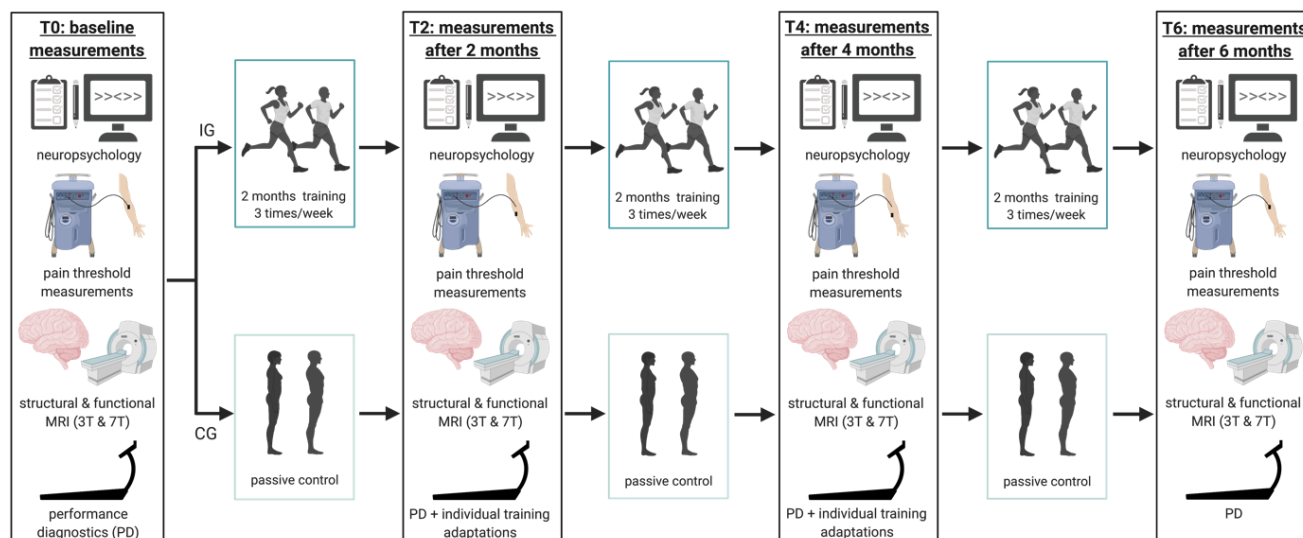 T0: baseline
measurements
>><>>
neuropsychology
pain threshold
measurements
structural & functional
MRI (3T & 7T)
performance
diagnostics (PD)
IG
2 months training
3 times/week
CG
passive control
T2: measurements
after 2 months
>><>>
neuropsychology
pain threshold
measurements
structural & functional
MRI (3T & 7T)
PD + individual training
adaptations
2 months training
3 times/week
passive control
T4: measurements
after 4 months
>><>>
neuropsychology
pain threshold
measurements
structural & functional
MRI (3T & 7T)
PD + individual training
adaptations
2 months training
3 times/week
passive control
T6: measurements
after 6 months
>><>>
neuropsychology
pain threshold
measurements
structural & functional
MRI (3T & 7T)
PD